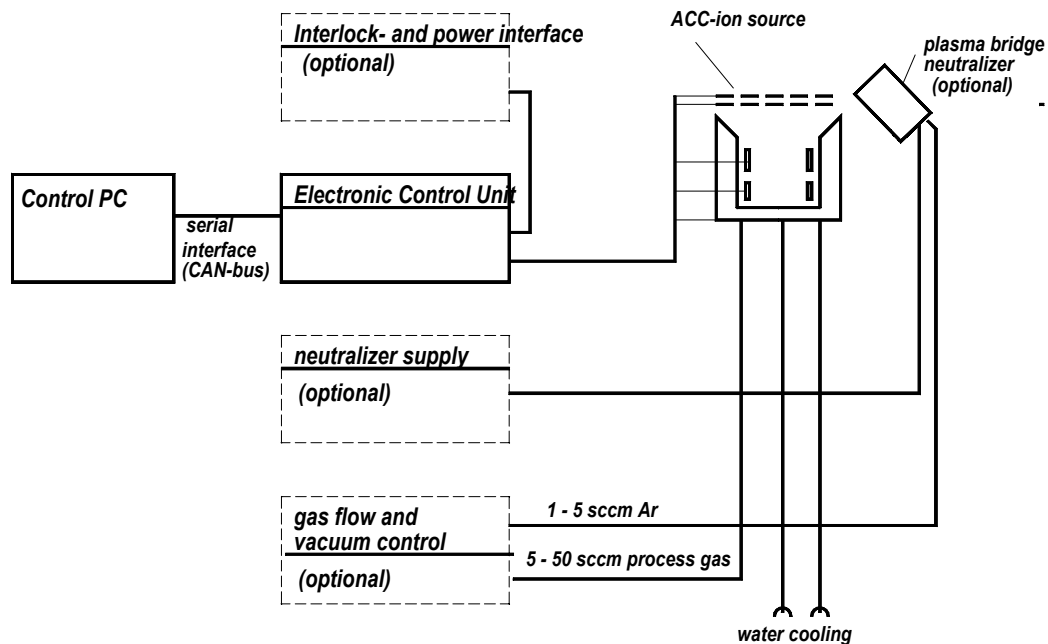 Interlock- and power interface
(optional)
ACC-ion source
plasma bridge
neutralizer
(optional)
Control PC
Electronic Control Unit
serial
interface
(CAN-bus)
neutralizer supply
(optional)
gas flow and
vacuum control
(optional)
1 - 5 sccm Ar
5 - 50 sccm process gas
water cooling